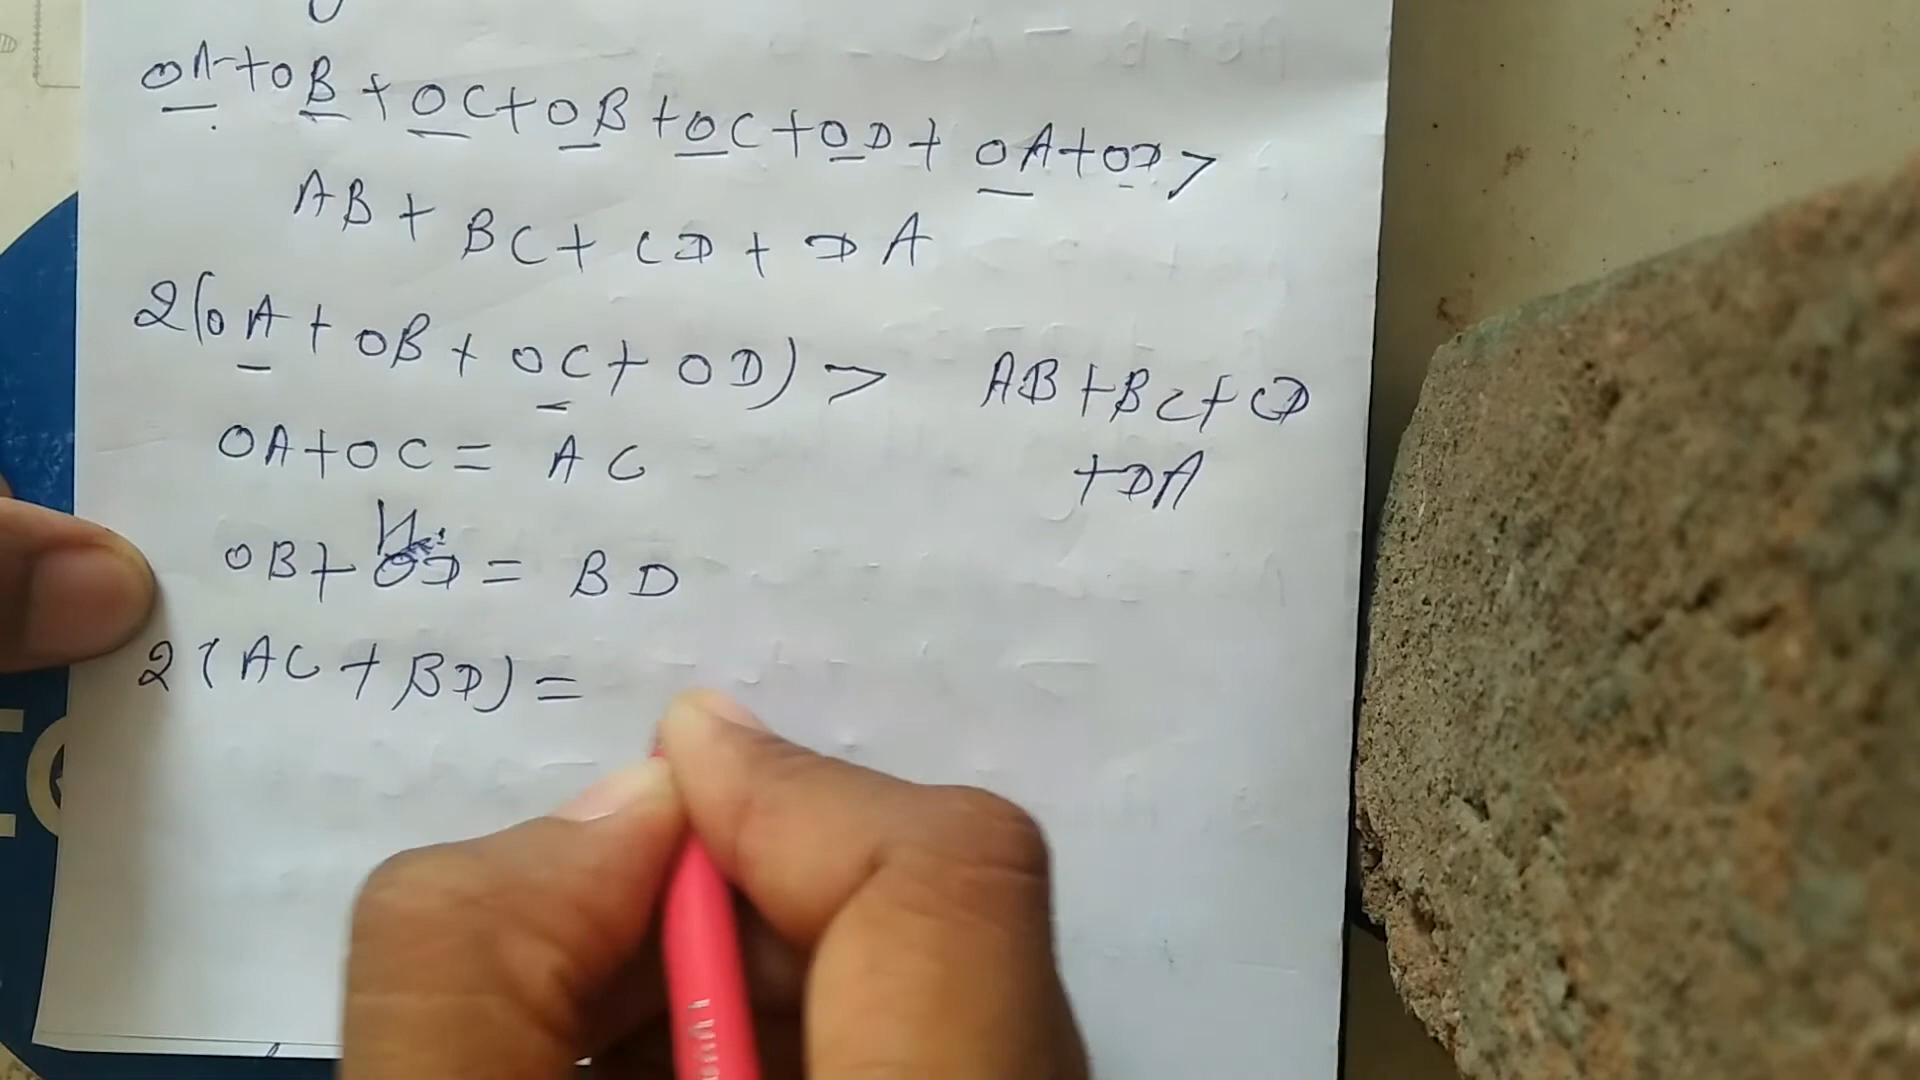 OA+OB+OC+OB+OC+OD+OA+OD>
AB+BC+CD+DA
2(OA+OB+OC+OD)> AB+BC+CD
+DA
OA+OC=AC
OB+OD=BD
2(AC+BD)=